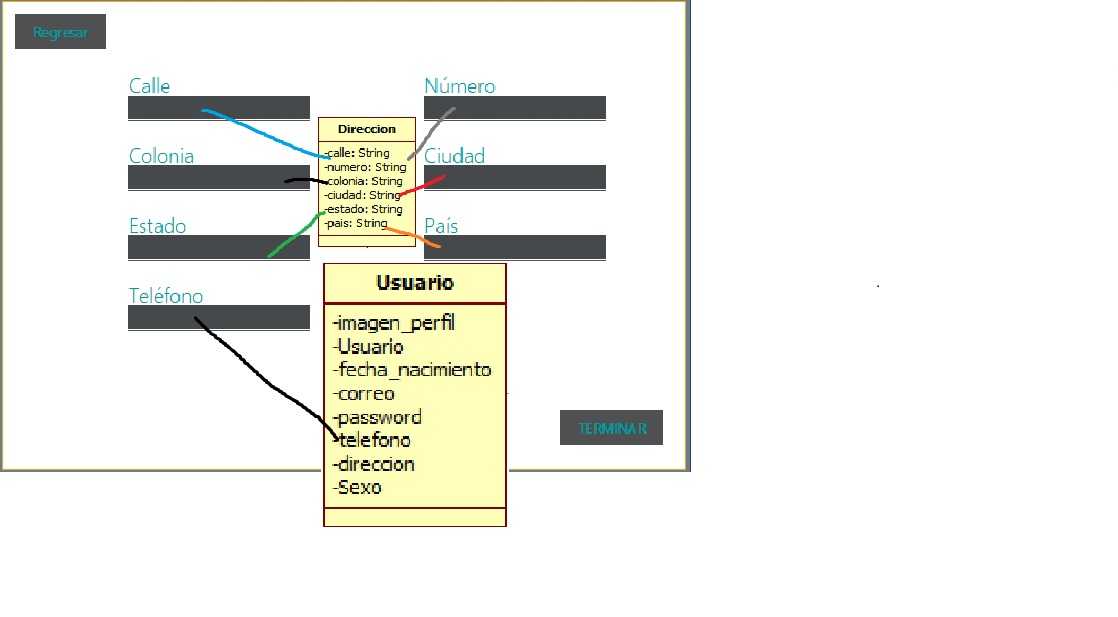 Regresar
Calle
Número
Direccion
-calle: String
-numero: String
-colonia: String
-ciudad: String
-estado: String
-pais: String
Colonia
Ciudad
Estado
País
Teléfono
Usuario
-imagen_perfil
-Usuario
-fecha_nacimiento
-correo
-password
-telefono
-direccion
-Sexo
TERMINAR